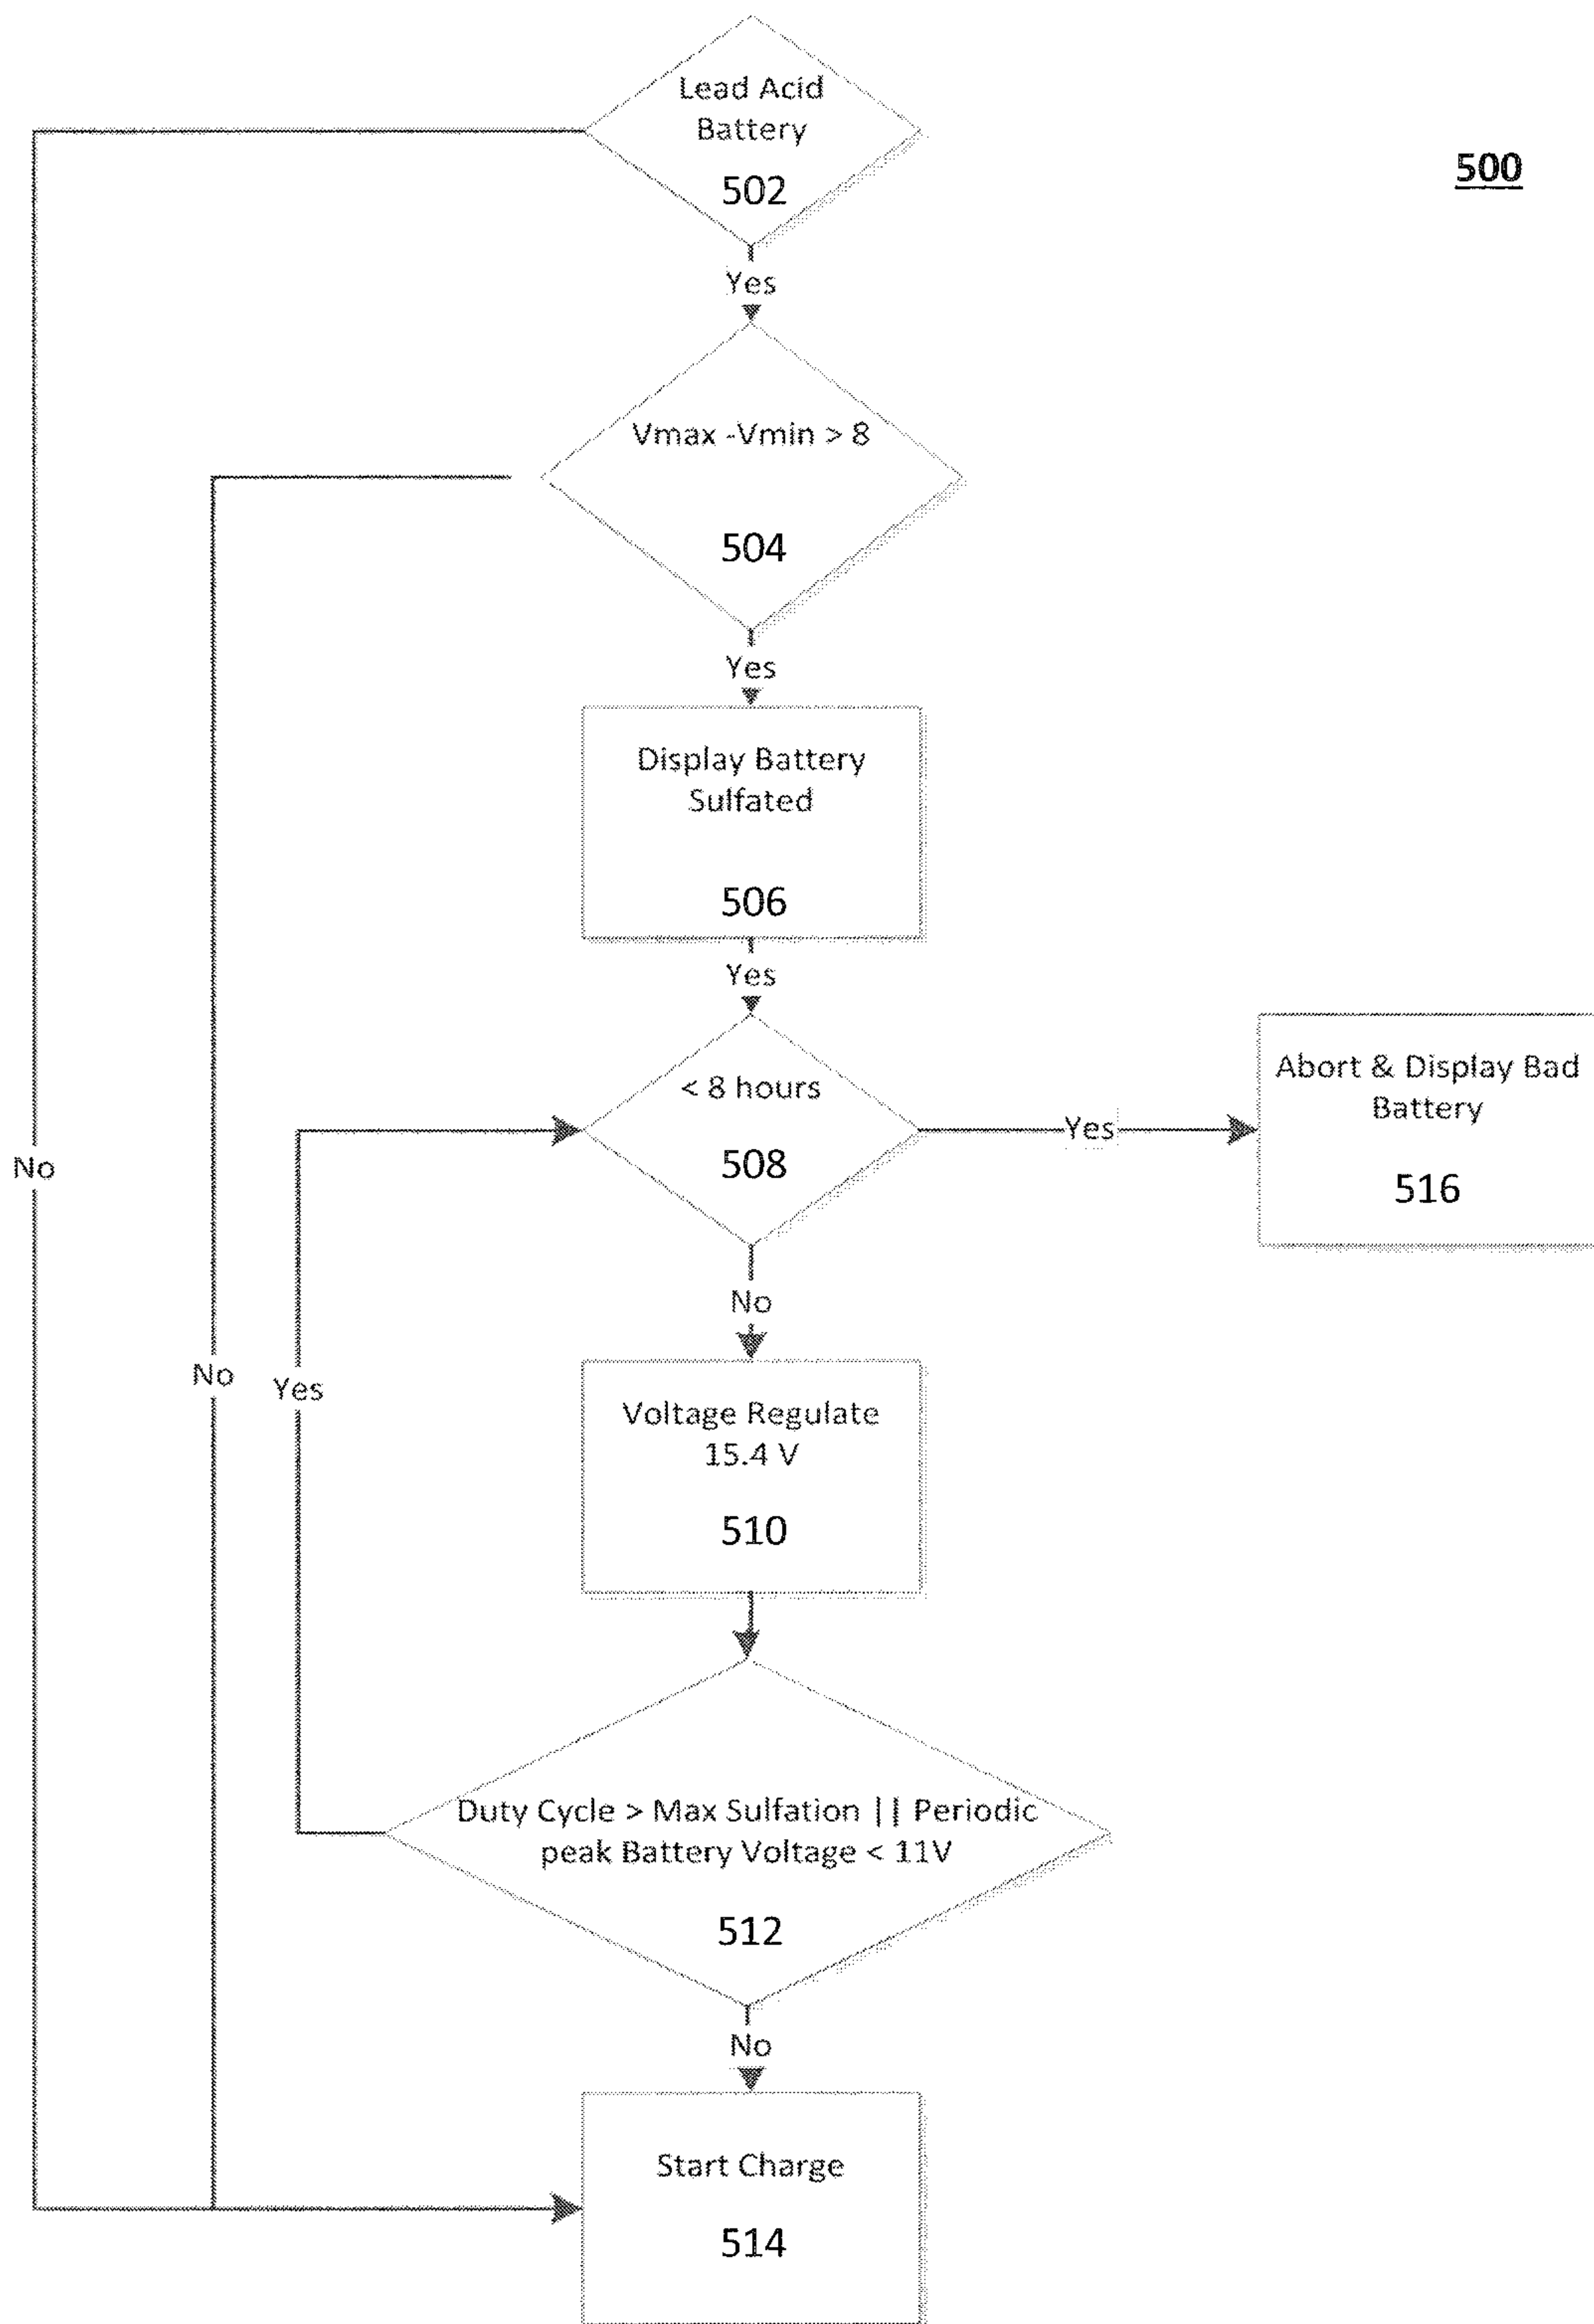 Lead Acid
Battery
502
500
Yes
Vmax -Vmin > 8
504
Yes
Display Battery
Sulfated
506
Yes
< 8 hours
508
Yes
Abort & Display Bad
Battery
516
No
No
Voltage Regulate
15.4 V
510
No
Yes
Duty Cycle > Max Sulfation || Periodic
peak Battery Voltage < 11V
512
No
Start Charge
514